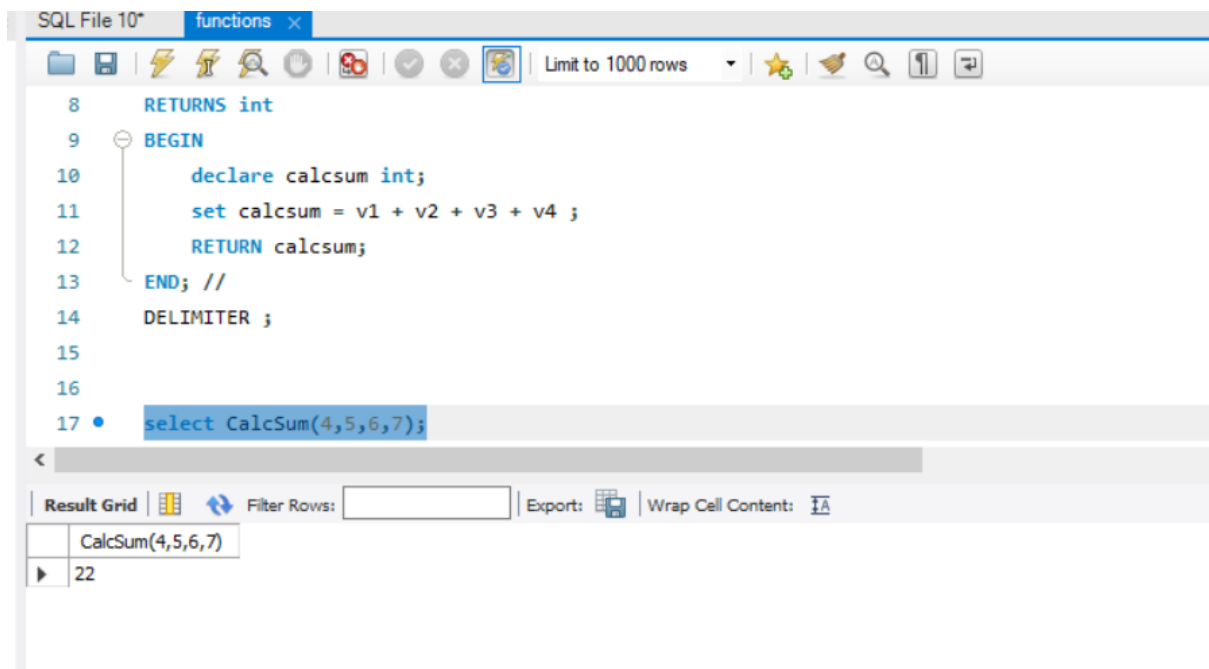 SQL File 10*
functions ×
Limit to 1000 rows
8 RETURNS int
9 BEGIN
10 declare calcsum int;
11 set calcsum = v1 + v2 + v3 + v4 ;
12 RETURN calcsum;
13 END; //
14 DELIMITER ;
15
16
17 select CalcSum(4,5,6,7);
Result Grid Filter Rows: Export: Wrap Cell Content: IA
CalcSum(4,5,6,7)
22